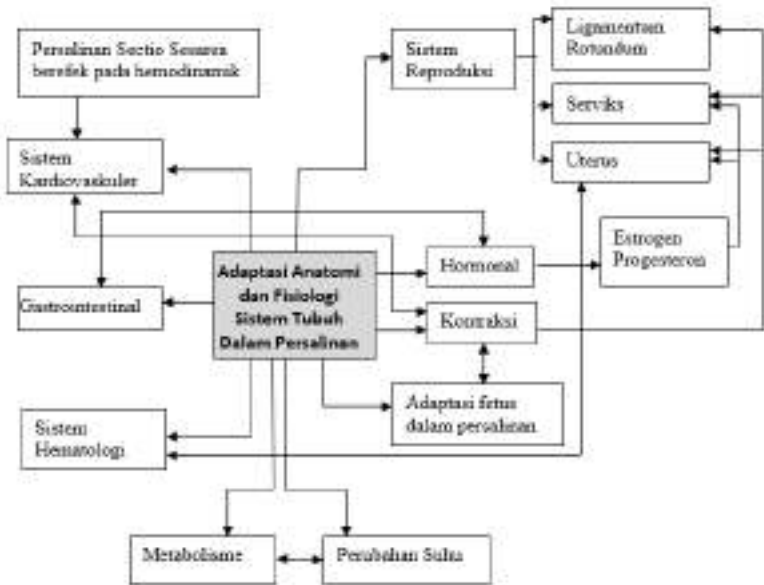 Persalinan Sectio Sesarea
berefek pada hemodinamik
Sistem
Reproduksi
Ligamentum
Rotundum
Serviks
Uterus
Sistem
Kardiovaskuler
Estrogen
Progesteron
Adaptasi Anatomi
dan Fisiologi
Sistem Tubuh
Dalam Persalinan
Hormonal
Gastrointestinal
Kontraksi
Adaptasi fetus
dalam persalinan
Sistem
Hematologi
Metabolisme
Perubahan Suhu